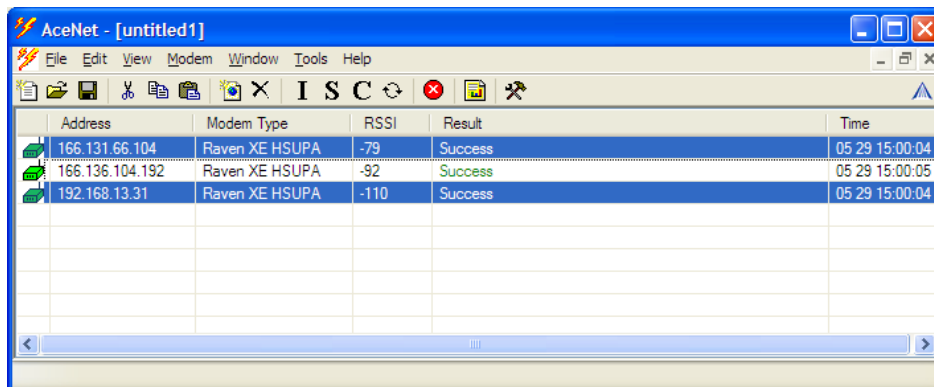 AceNet - [untitled1]
File Edit View Modem Window Tools Help
I S C
Address Modem Type RSSI Result Time
166.131.66.104 Raven XE HSUPA -79 Success 05 29 15:00:04
166.136.104.192 Raven XE HSUPA -92 Success 05 29 15:00:05
192.168.13.31 Raven XE HSUPA -110 Success 05 29 15:00:04